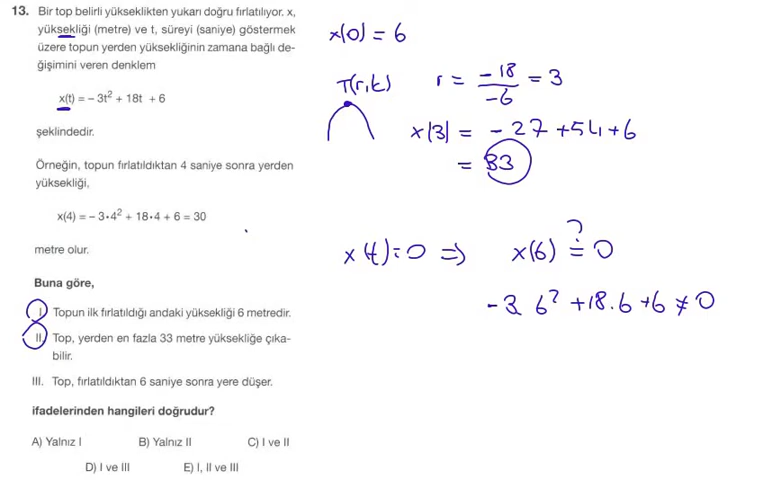 13. Bir top belirli yükseklikten yukarı doğru fırlatılıyor. x,
yüksekliği (metre) ve t, süreyi (saniye) göstermek
üzere topun yerden yüksekliğinin zamana bağlı de-
ğişimini veren denklem
x(t) = – 3t² + 18t + 6
şeklindedir.
Örneğin, topun fırlatıldıktan 4 saniye sonra yerden
yüksekliği,
x(4) = – 3·4² + 18·4 + 6 = 30
metre olur.
Buna göre,
I. Topun ilk fırlatıldığı andaki yüksekliği 6 metredir.
II. Top, yerden en fazla 33 metre yüksekliğe çıka-
bilir.
III. Top, fırlatıldıktan 6 saniye sonra yere düşer.
ifadelerinden hangileri doğrudur?
A) Yalnız I B) Yalnız II C) I ve II
D) I ve III E) I, II ve III
x(0) = 6
T(r,k) r = -18/-6 = 3
x(3) = - 27 + 54 + 6
= 33
x(t) = 0 ⇒ x(6) ≟ 0
-3. 6² + 18.6 + 6 ≠ 0